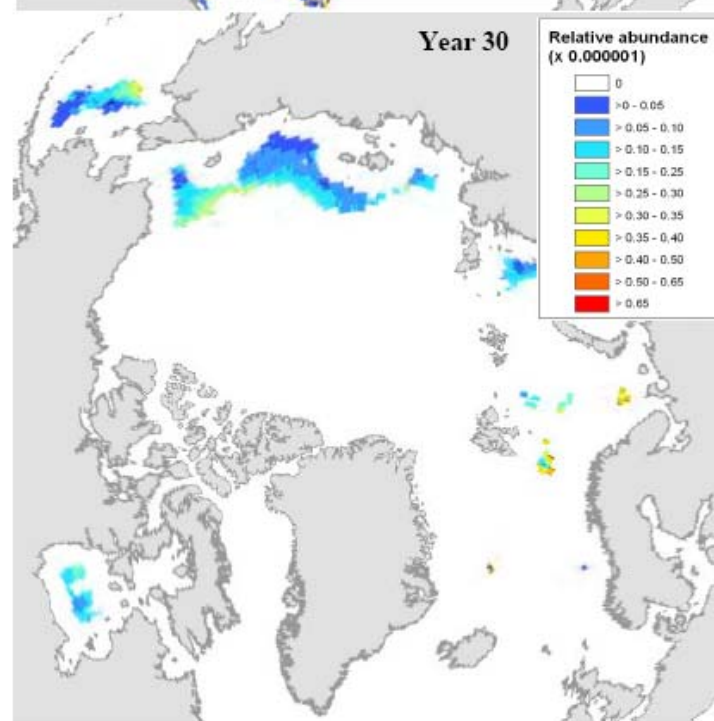 Year 30
Relative abundance
(x 0.000001)
0
>0 - 0.05
> 0.05 - 0.10
> 0.10 - 0.15
> 0.15 - 0.25
> 0.25 - 0.30
> 0.30 - 0.35
> 0.35 - 0.40
> 0.40 - 0.50
> 0.50 - 0.65
> 0.65